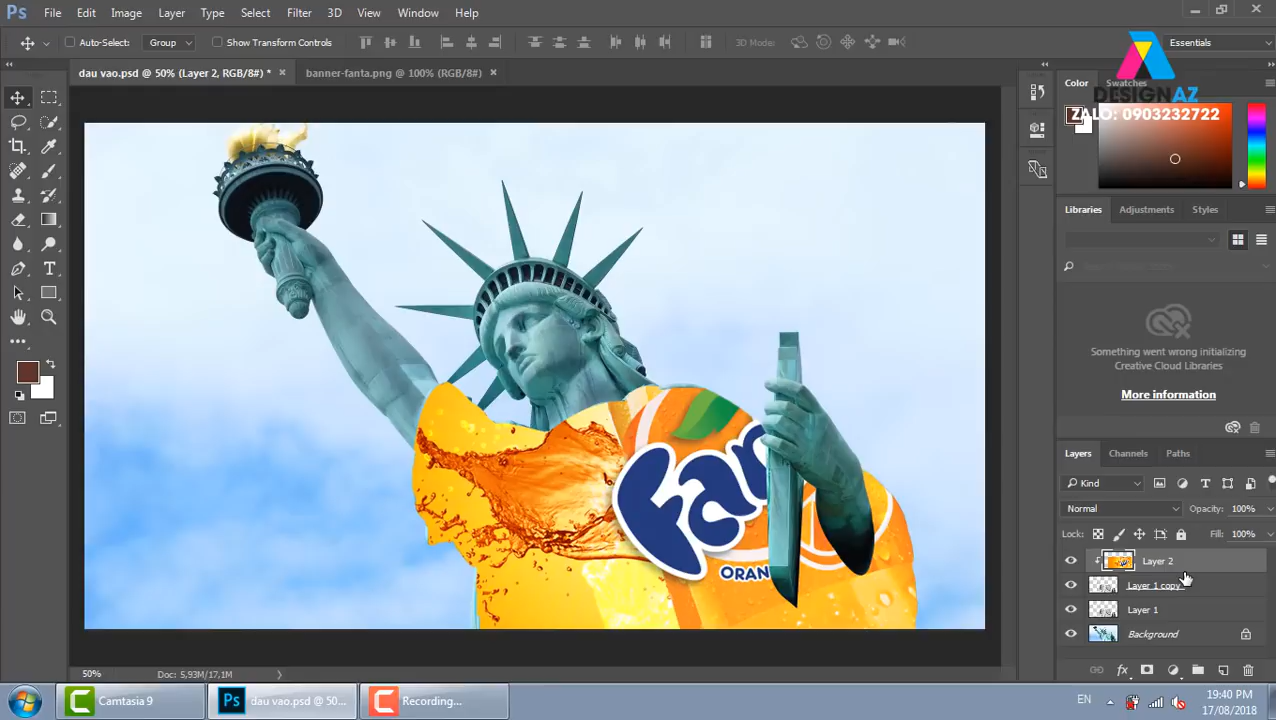 Ps File Edit Image Layer Type Select Filter 3D View Window Help
Auto-Select: Group Show Transform Controls 3D Mode: Essentials
dau vao.psd @ 50% (Layer 2, RGB/8#) * × banner-fanta.png @ 100% (RGB/8#) ×
Color Swatches
DESIGNAZ
ZALO: 0903232722
Libraries Adjustments Styles
Something went wrong initializing
Creative Cloud Libraries
More information
Fan
ORAN
Layers Channels Paths
Kind
Normal Opacity: 100%
Lock: Fill: 100%
Layer 2
Layer 1 copy
Layer 1
Background
50% Doc: 5,93M/17,1M
Camtasia 9 Ps dau vao.psd @ 50... Recording... EN 19:40 PM
17/08/2018